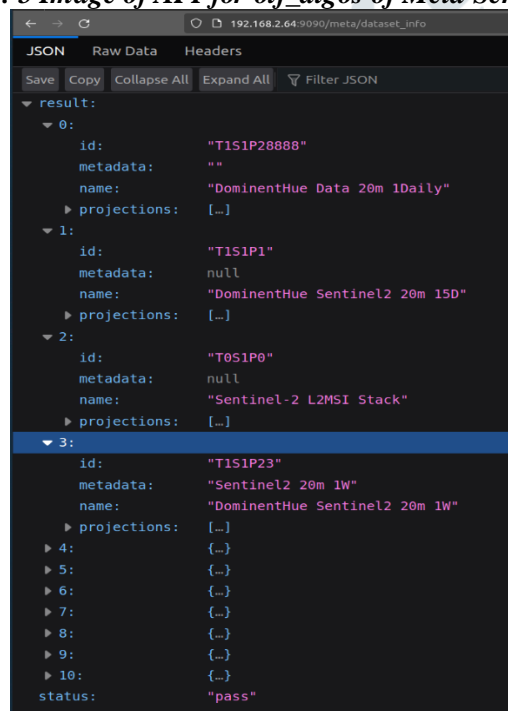 . 3 Image of API for otf_algos of Meta Ser
192.168.2.64:9090/meta/dataset_info
JSON Raw Data Headers
Save Copy Collapse All Expand All Filter JSON
result:
0:
id: "T1S1P28888"
metadata: ""
name: "DominentHue Data 20m 1Daily"
projections: […]
1:
id: "T1S1P1"
metadata: null
name: "DominentHue Sentinel2 20m 15D"
projections: […]
2:
id: "T0S1P0"
metadata: null
name: "Sentinel-2 L2MSI Stack"
projections: […]
3:
id: "T1S1P23"
metadata: "Sentinel2 20m 1W"
name: "DominentHue Sentinel2 20m 1W"
projections: […]
4: {…}
5: {…}
6: {…}
7: {…}
8: {…}
9: {…}
10: {…}
status: "pass"